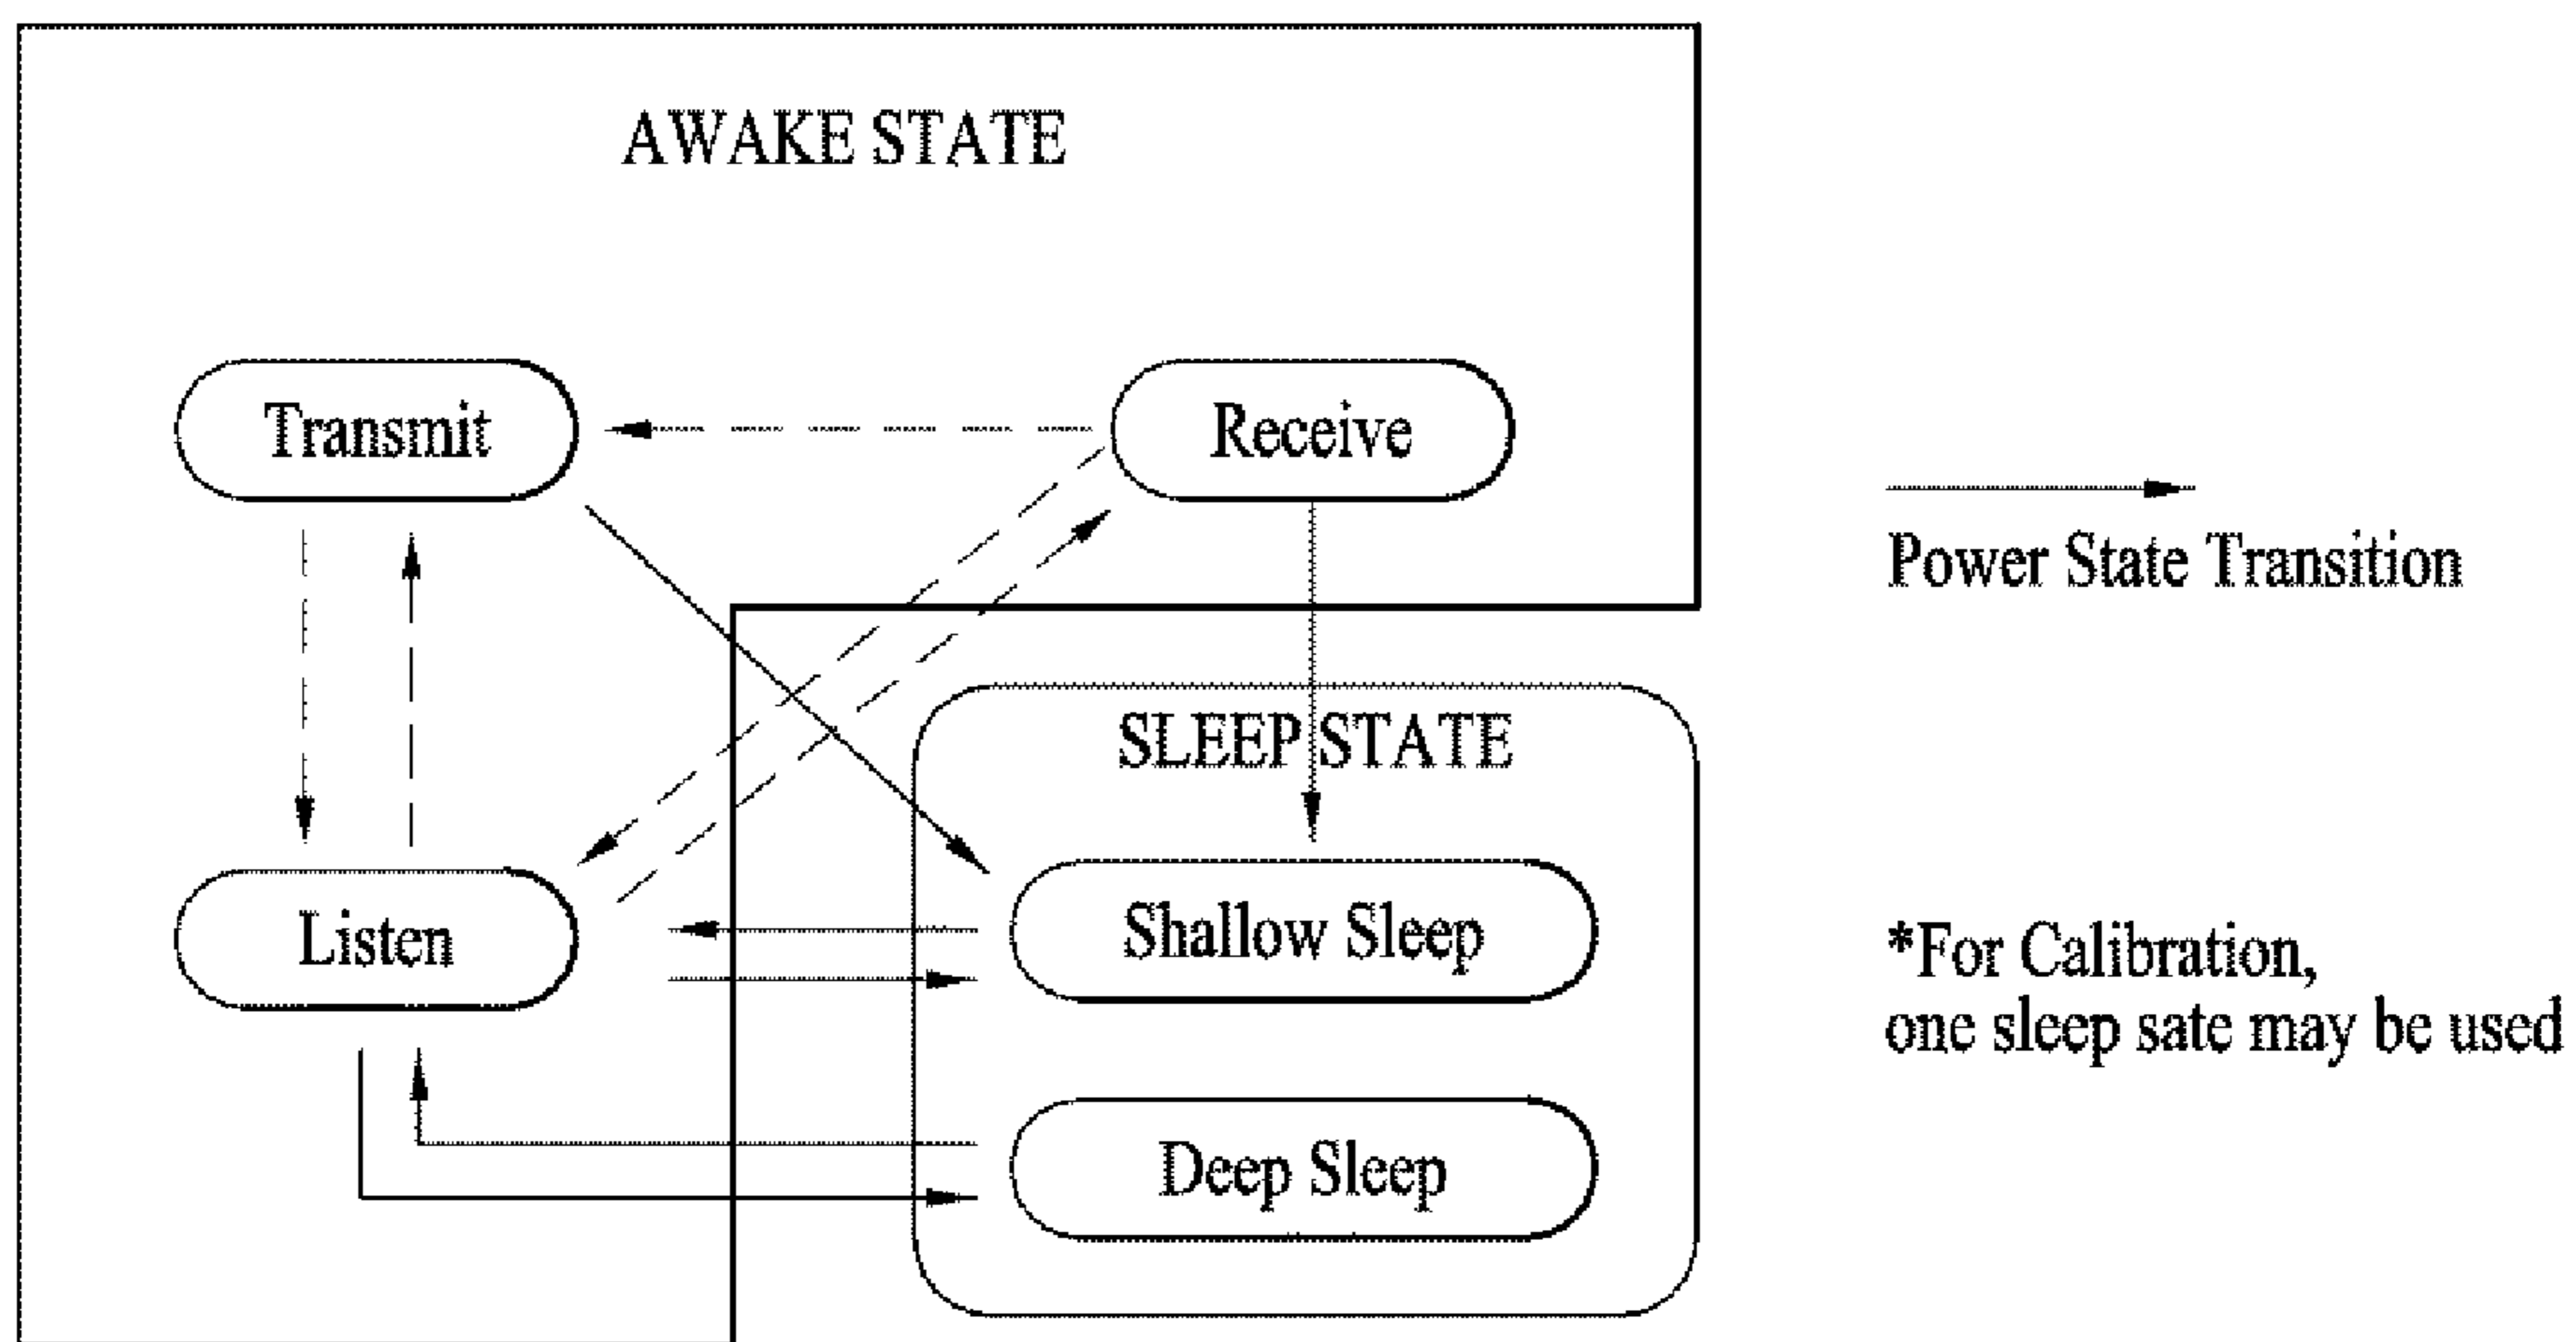 AWAKE STATE
Transmit
Receive
Power State Transition
SLEEP STATE
Listen
Shallow Sleep
*For Calibration,
one sleep sate may be used
Deep Sleep